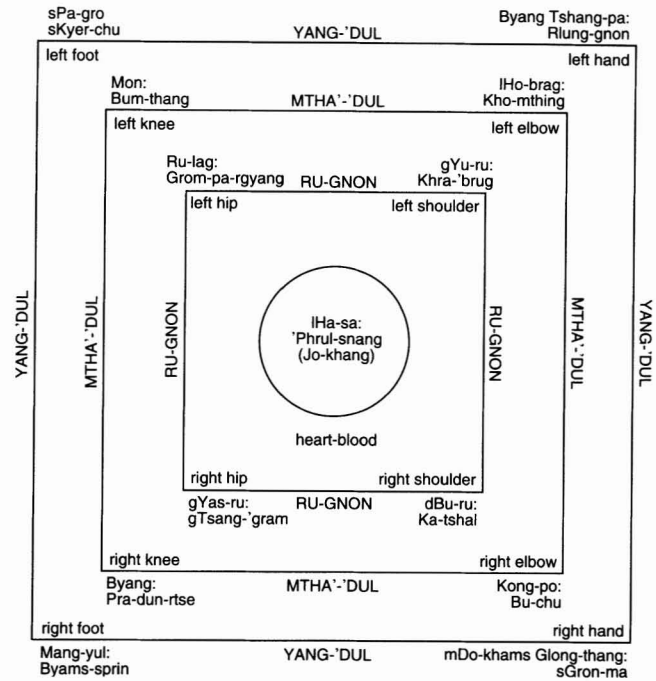 sPa-gro
sKyer-chu
YANG-'DUL
Byang Tshang-pa:
Rlung-gnon
left foot
left hand
Mon:
Bum-thang
MTHA'-'DUL
lHo-brag:
Kho-mthing
left knee
left elbow
Ru-lag:
Grom-pa-rgyang
RU-GNON
gYu-ru:
Khra-'brug
left hip
left shoulder
YANG-'DUL
MTHA'-'DUL
RU-GNON
lHa-sa:
'Phrul-snang
(Jo-khang)
RU-GNON
MTHA'-'DUL
YANG-'DUL
heart-blood
right hip
right shoulder
gYas-ru:
gTsang-'gram
RU-GNON
dBu-ru:
Ka-tshal
right knee
right elbow
Byang:
Pra-dun-rtse
MTHA'-'DUL
Kong-po:
Bu-chu
right foot
right hand
Mang-yul:
Byams-sprin
YANG-'DUL
mDo-khams Glong-thang:
sGron-ma